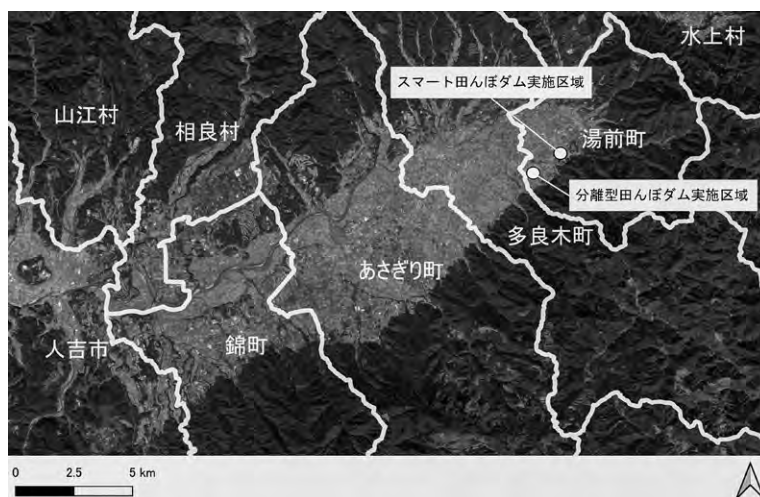 水上村
スマート田んぼダム実施区域
山江村
相良村
湯前町
分離型田んぼダム実施区域
多良木町
あさぎり町
人吉市
錦町
0 2.5 5 km